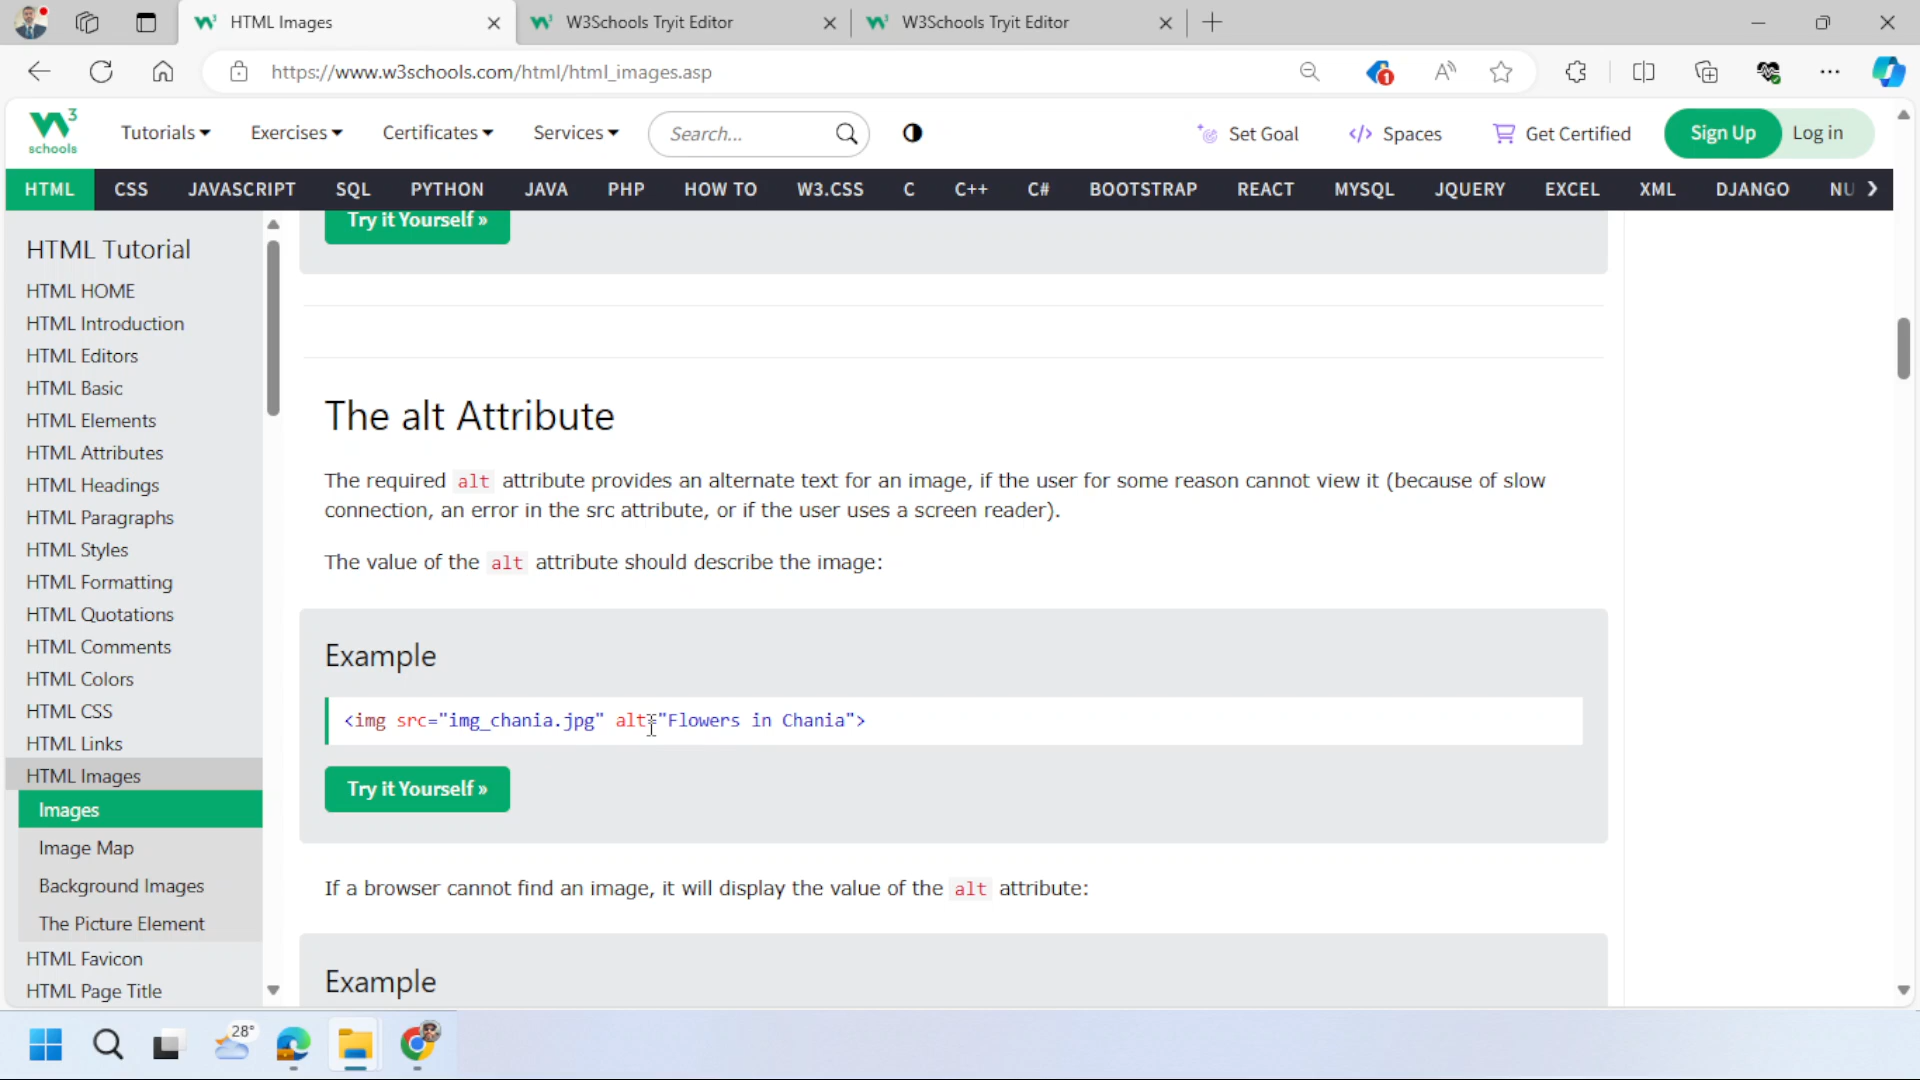 HTML Images
W3Schools Tryit Editor
W3Schools Tryit Editor
https://www.w3schools.com/html/html_images.asp
1
W3
schools
Tutorials
Exercises
Certificates
Services
Search...
Set Goal
Spaces
Get Certified
Sign Up
Log in
HTML CSS JAVASCRIPT SQL PYTHON JAVA PHP HOW TO W3.CSS C C++ C# BOOTSTRAP REACT MYSQL JQUERY EXCEL XML DJANGO NU
HTML Tutorial
HTML HOME
HTML Introduction
HTML Editors
HTML Basic
HTML Elements
HTML Attributes
HTML Headings
HTML Paragraphs
HTML Styles
HTML Formatting
HTML Quotations
HTML Comments
HTML Colors
HTML CSS
HTML Links
HTML Images
Images
Image Map
Background Images
The Picture Element
HTML Favicon
HTML Page Title
Try it Yourself »
The alt Attribute
The required alt attribute provides an alternate text for an image, if the user for some reason cannot view it (because of slow
connection, an error in the src attribute, or if the user uses a screen reader).
The value of the alt attribute should describe the image:
Example
<img src="img_chania.jpg" alt="Flowers in Chania">
Try it Yourself »
If a browser cannot find an image, it will display the value of the alt attribute:
Example
28°